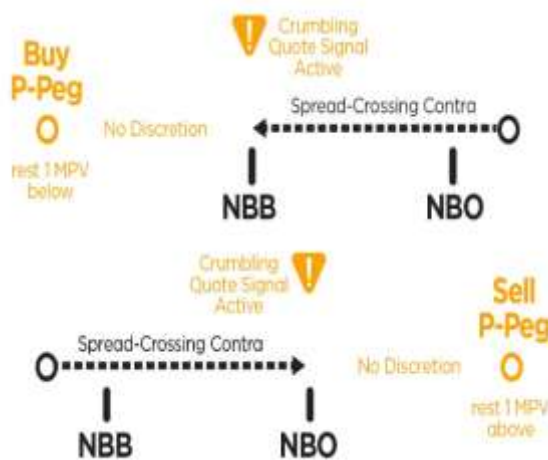 Crumbling
Quote Signal
Active
Buy
P-Peg
No Discretion
Spread-Crossing Contra
rest 1 MPV
below
NBB
NBO
Crumbling
Quote Signal
Active
Sell
P-Peg
Spread-Crossing Contra
No Discretion
rest 1 MPV
above
NBB
NBO